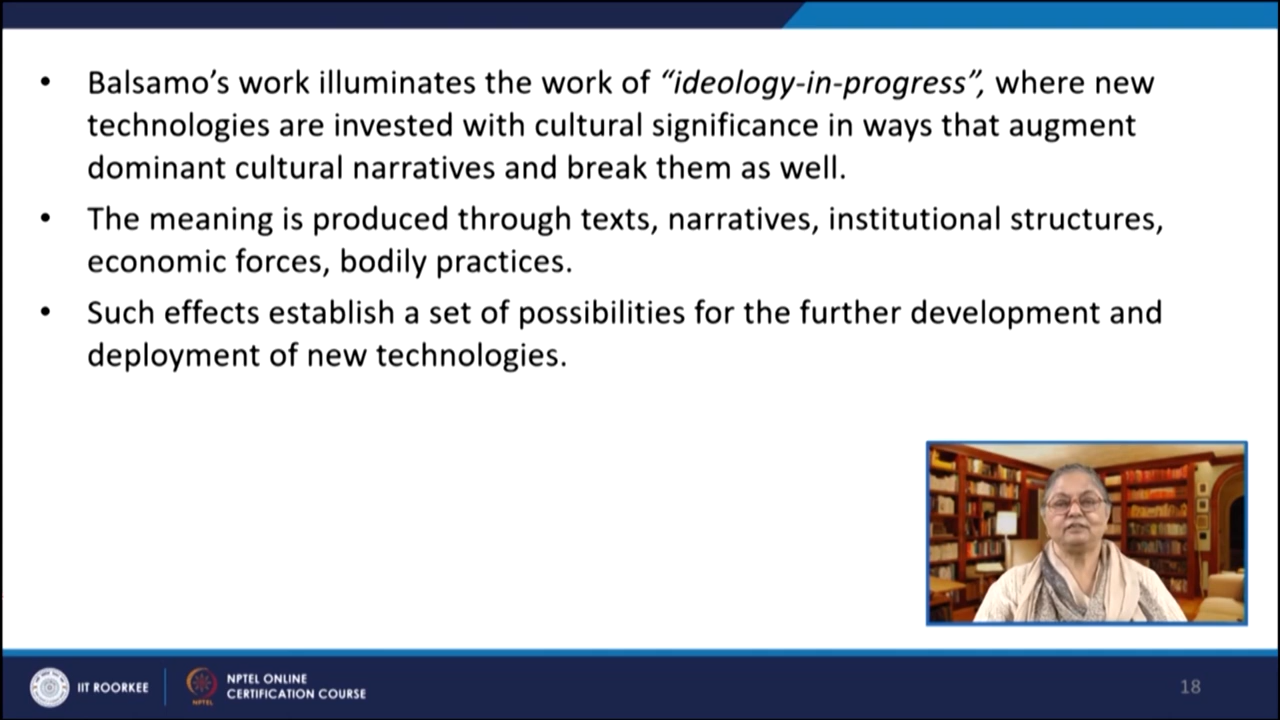 • Balsamo’s work illuminates the work of “ideology-in-progress”, where new
technologies are invested with cultural significance in ways that augment
dominant cultural narratives and break them as well.
• The meaning is produced through texts, narratives, institutional structures,
economic forces, bodily practices.
• Such effects establish a set of possibilities for the further development and
deployment of new technologies.
IIT ROORKEE
NPTEL
NPTEL ONLINE
CERTIFICATION COURSE
18